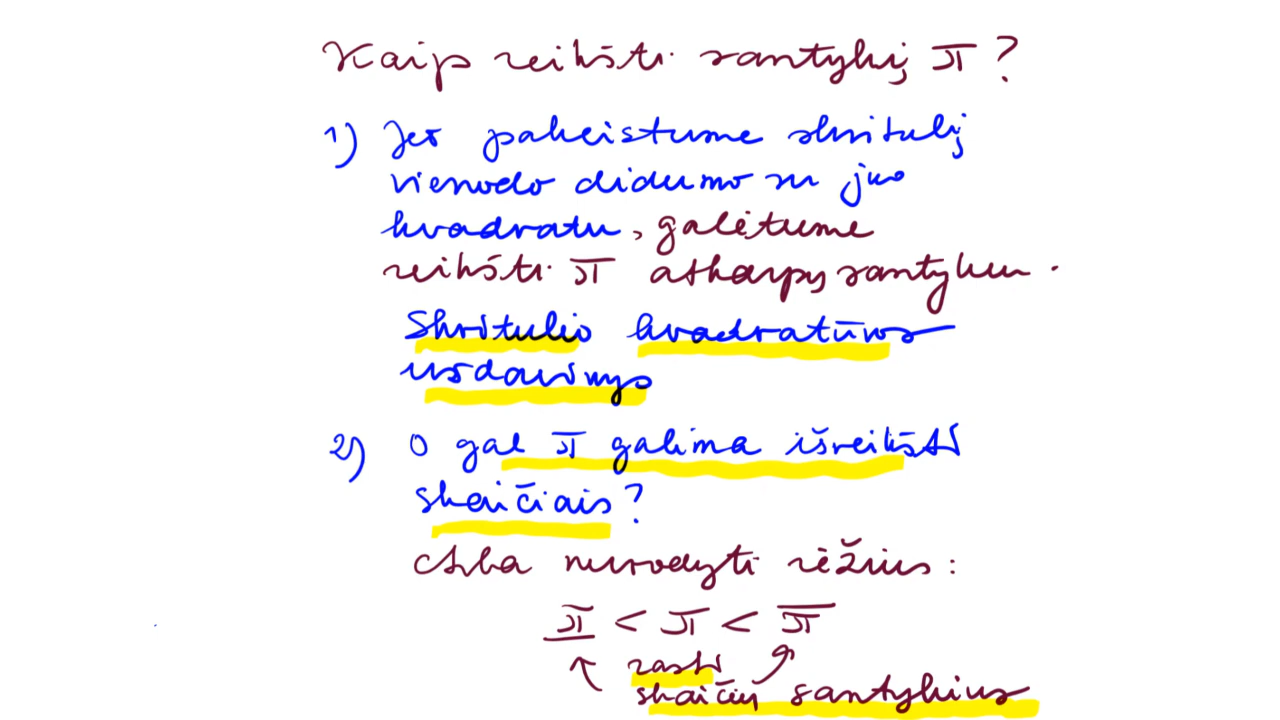 Kaip reikšti santykį π?
1) Jei pakeistume skritulį
vienodo didumo su juo
kvadratu, galėtume
reikšti π atkarpų santykiu.
Skritulio kvadratūros
uždavinys
2) O gal π galima išreikšti
skaičiais?
Arba nurodyti rėžius:
π < π < π
rasti
skaičių santykius